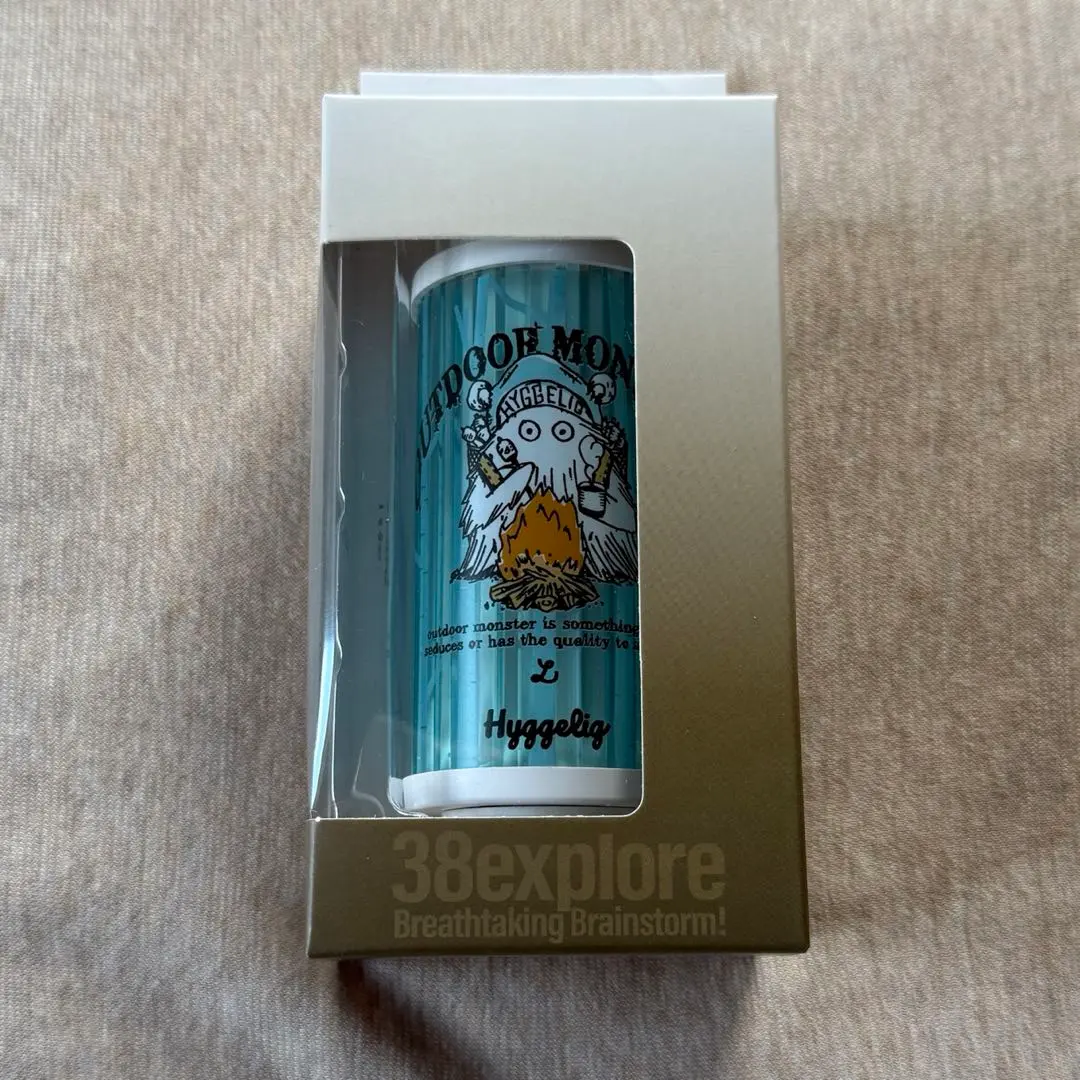 OUTDOOR MON
HYGGELIG
outdoor monster is something
seduces or has the quality to
L
Hyggelig
38explore
Breathtaking Brainstorm!